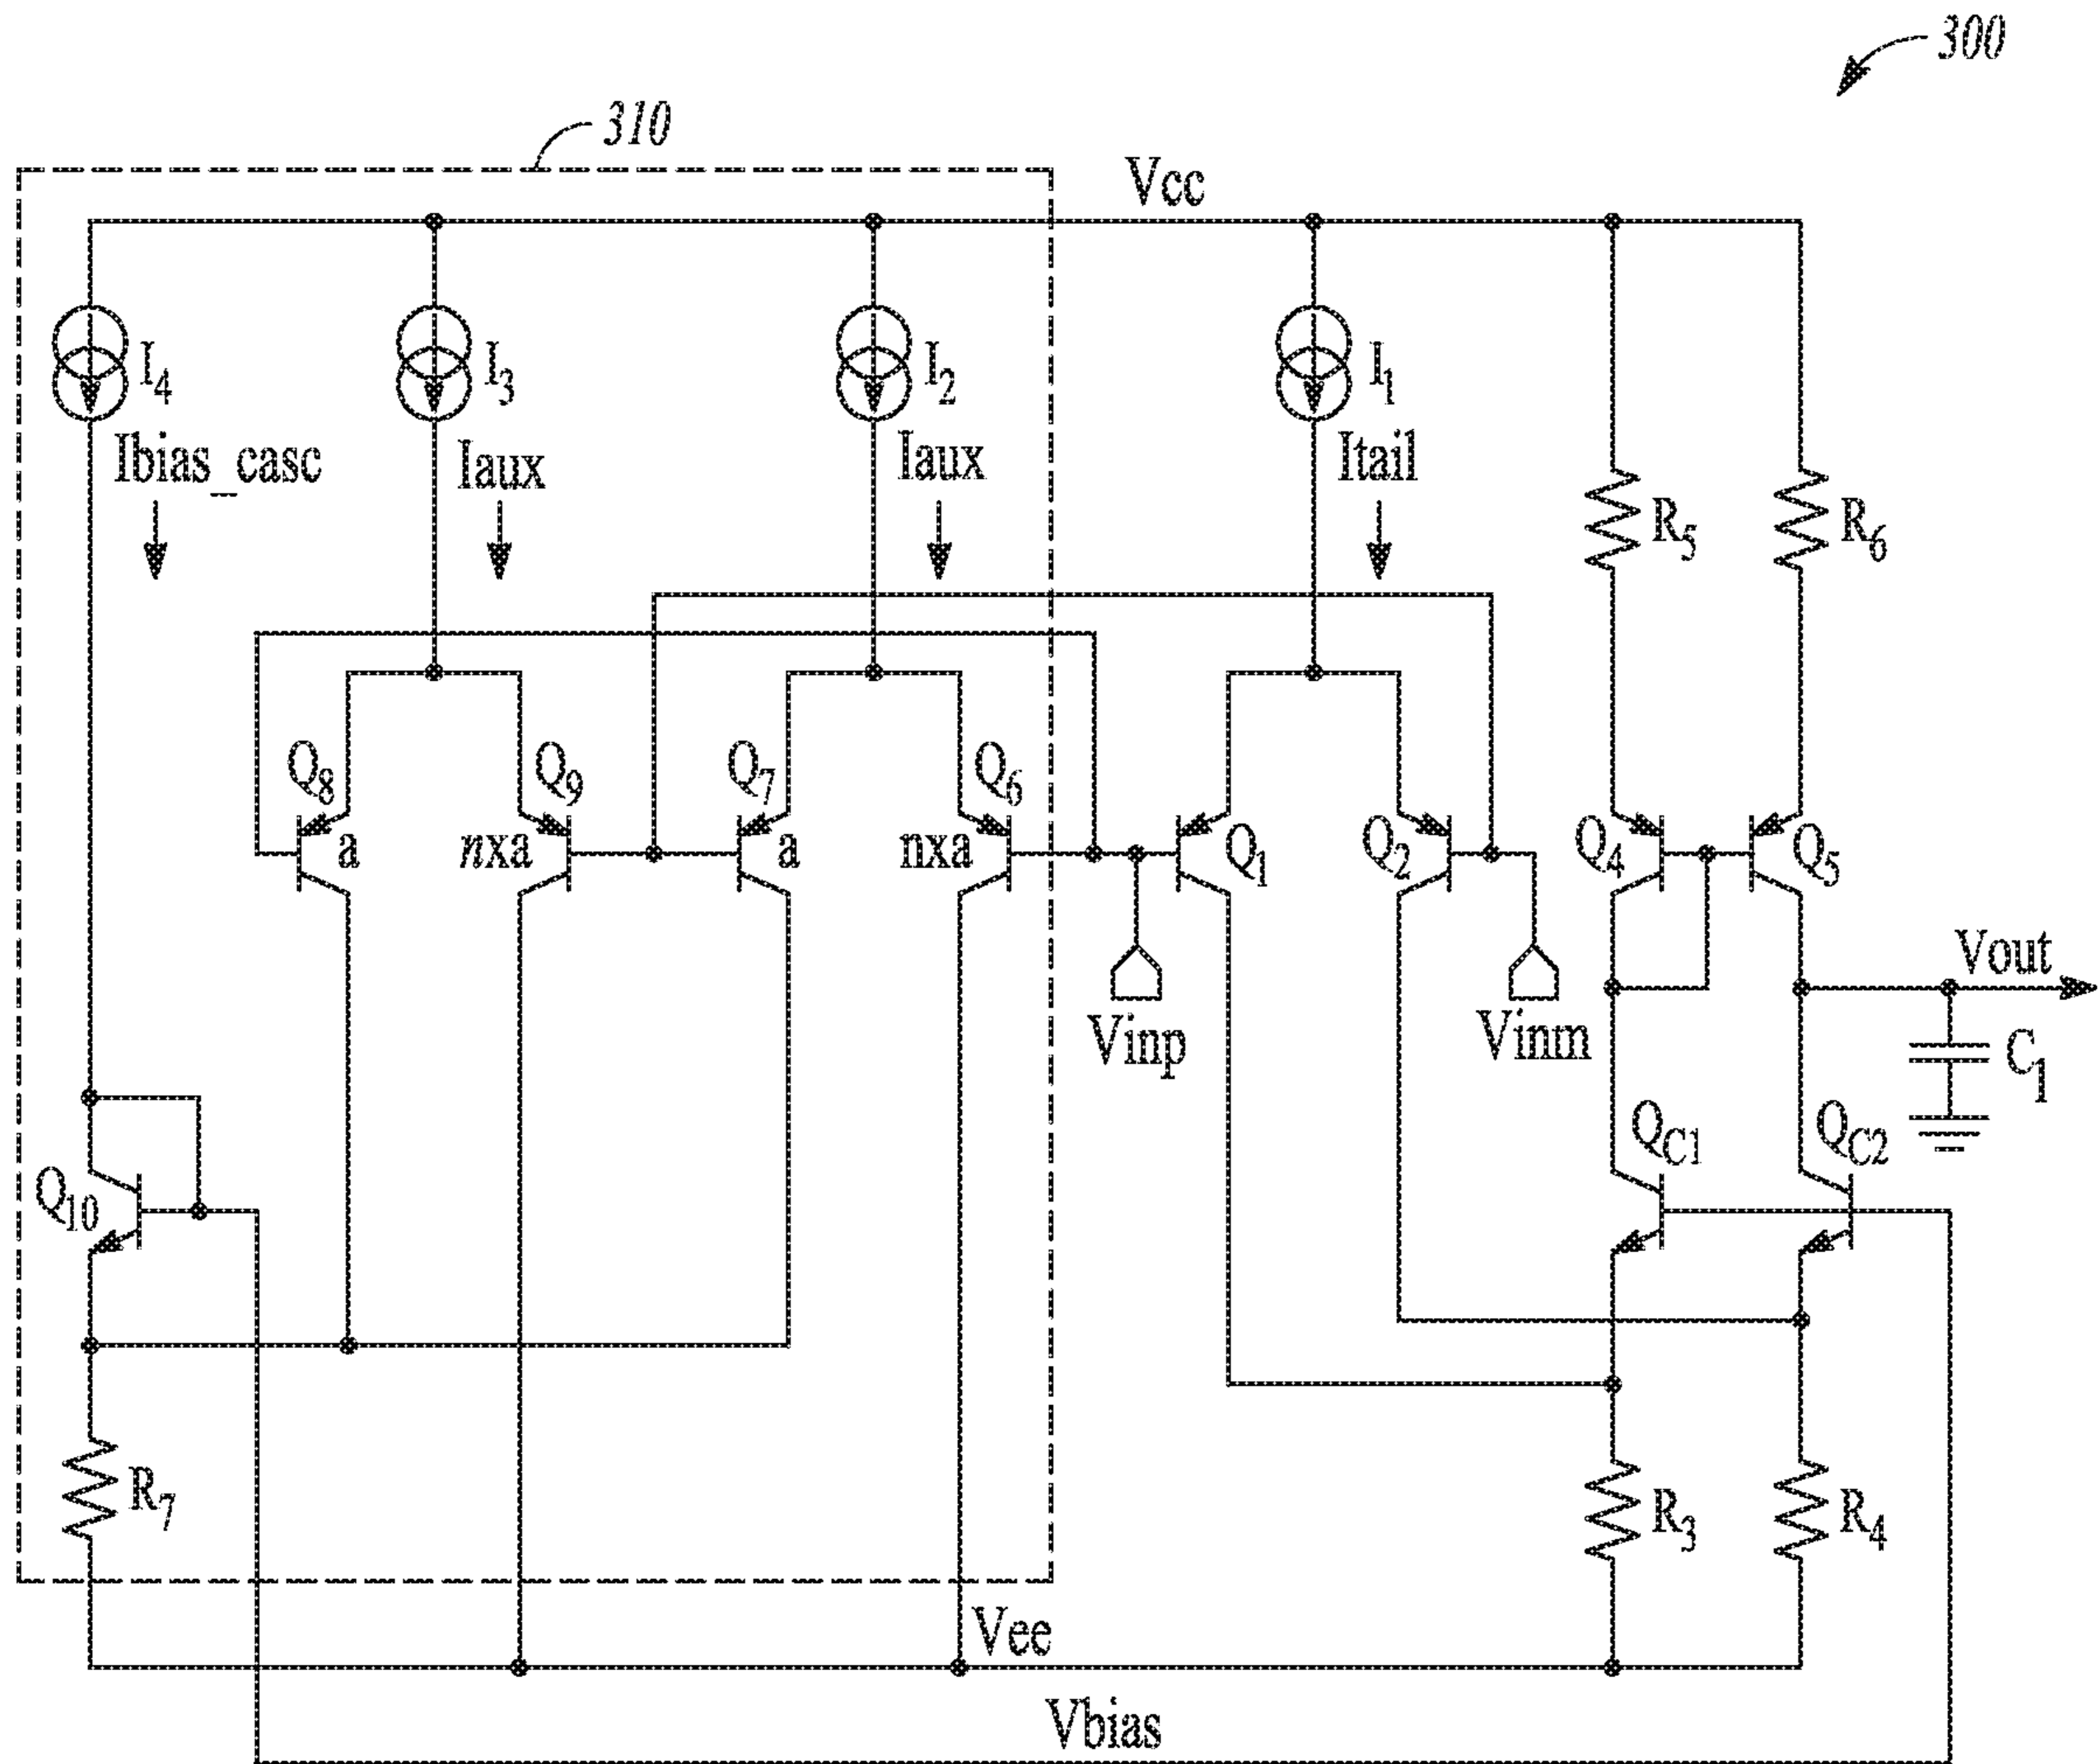 300
310
Vcc
I4
I3
I2
I1
Ibias_casc
Iaux
Iaux
Itail
R5
R6
Q8
Q9
Q7
Q6
a
nxa
a
nxa
Q1
Q2
Q4
Q5
Vinp
Vinm
Vout
C1
Q10
QC1
QC2
R7
R3
R4
Vee
Vbias